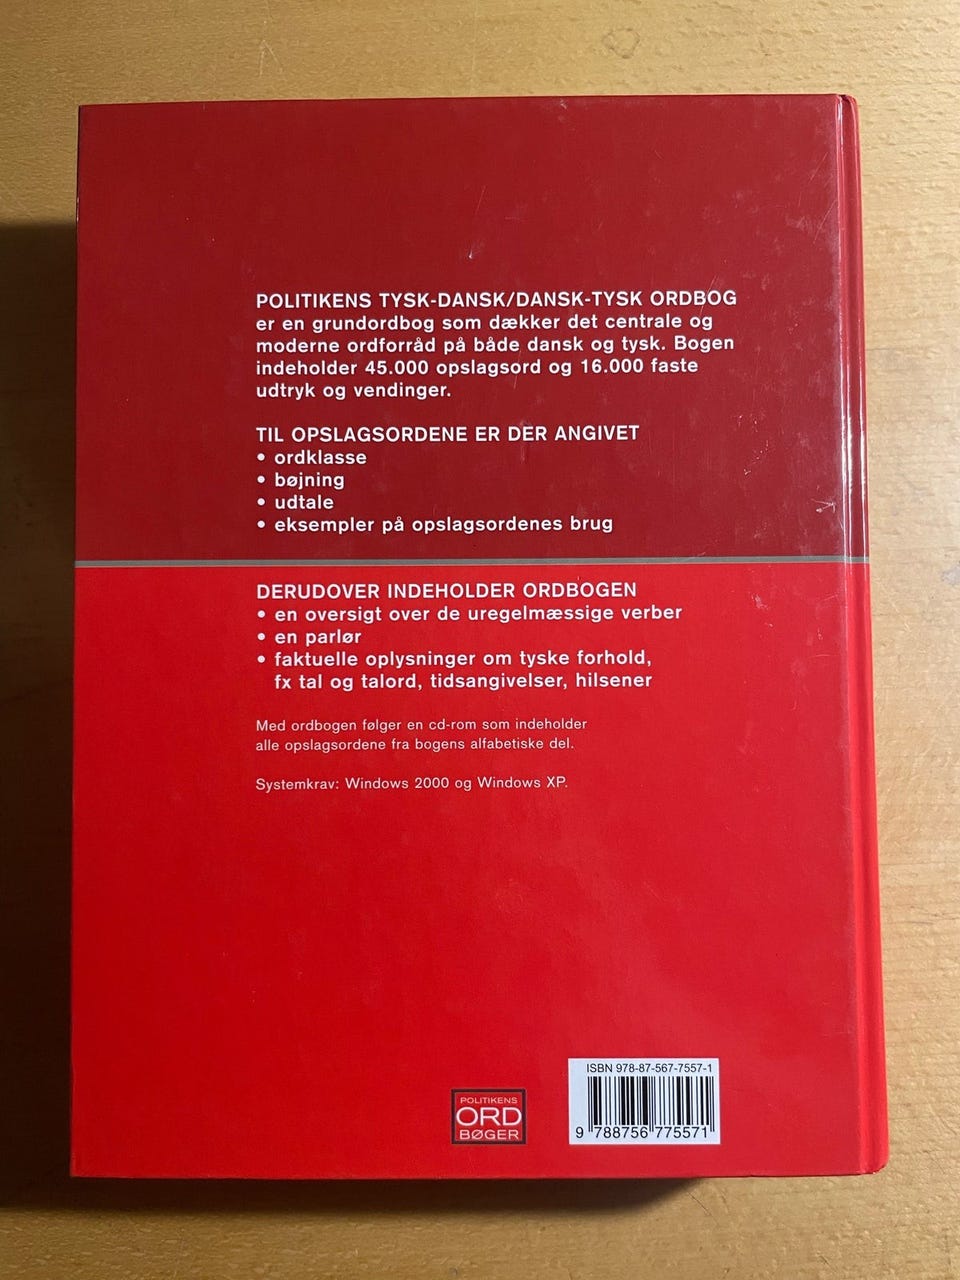 POLITIKENS TYSK-DANSK/DANSK-TYSK ORDBOG
er en grundordbog som dækker det centrale og
moderne ordforråd på både dansk og tysk. Bogen
indeholder 45.000 opslagsord og 16.000 faste
udtryk og vendinger.
TIL OPSLAGSORDENE ER DER ANGIVET
• ordklasse
• bøjning
• udtale
• eksempler på opslagsordenes brug
DERUDOVER INDEHOLDER ORDBOGEN
• en oversigt over de uregelmæssige verber
• en parlør
• faktuelle oplysninger om tyske forhold,
fx tal og talord, tidsangivelser, hilsener
Med ordbogen følger en cd-rom som indeholder
alle opslagsordene fra bogens alfabetiske del.
Systemkrav: Windows 2000 og Windows XP.
POLITIKENS
ORD
BØGER
ISBN 978-87-567-7557-1
9 788756 775571